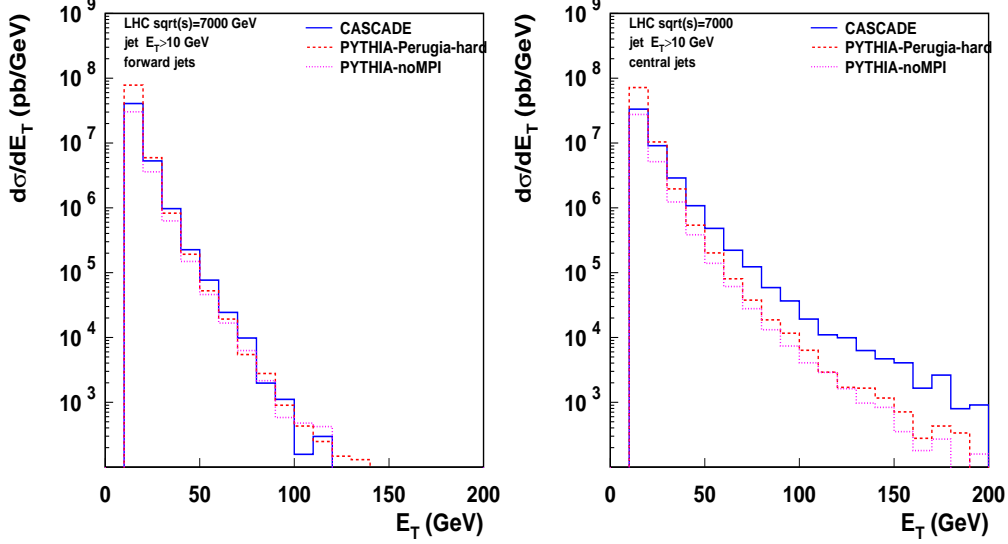 LHC sqrt(s)=7000 GeV
jet E_T>10 GeV
forward jets
CASCADE
PYTHIA-Perugia-hard
PYTHIA-noMPI
dσ/dE_T (pb/GeV)
10^9
10^8
10^7
10^6
10^5
10^4
10^3
0
50
100
150
200
E_T (GeV)
LHC sqrt(s)=7000
jet E_T>10 GeV
central jets
CASCADE
PYTHIA-Perugia-hard
PYTHIA-noMPI
dσ/dE_T (pb/GeV)
10^9
10^8
10^7
10^6
10^5
10^4
10^3
0
50
100
150
200
E_T (GeV)